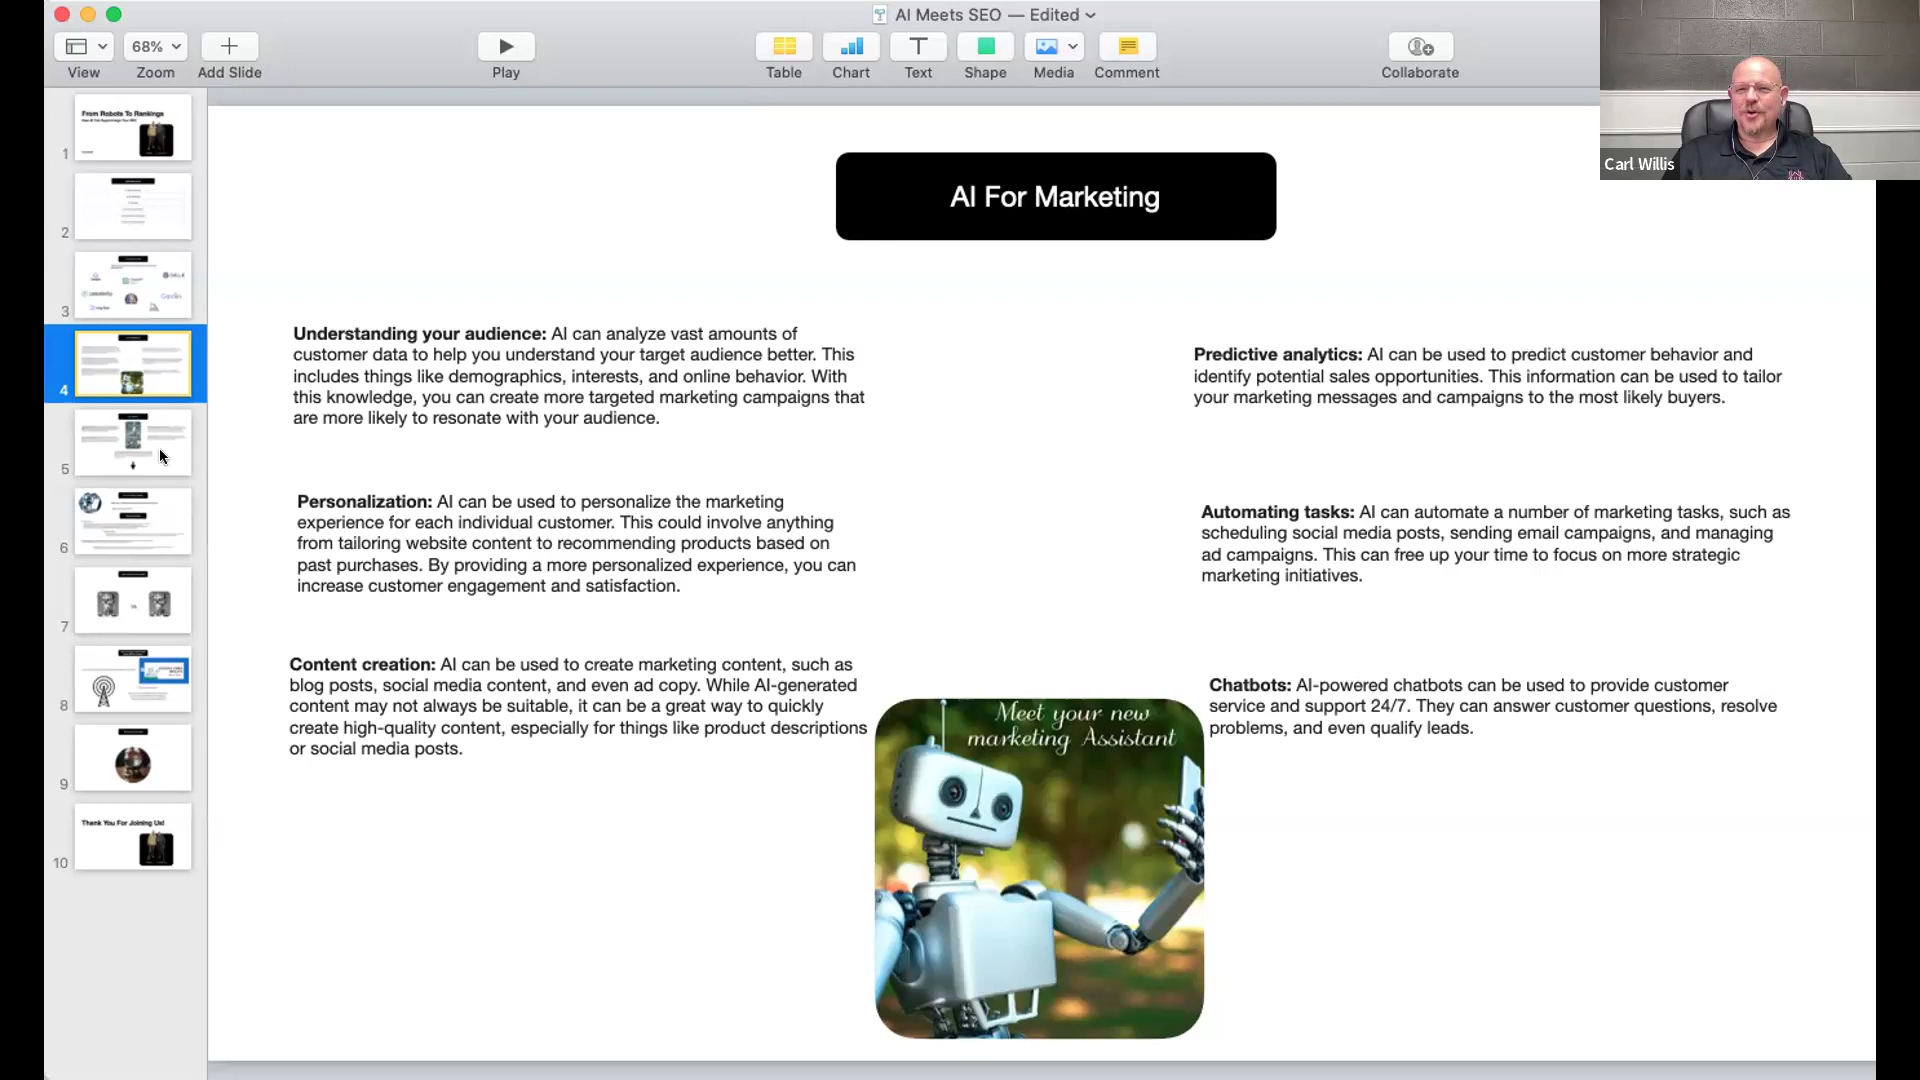 AI Meets SEO — Edited
68%
View
Zoom
Add Slide
Play
Table
Chart
Text
Shape
Media
Comment
Collaborate
Carl Willis
From Robots To Rankings
1
2
3
4
5
6
7
8
9
Thank You For Joining Us!
10
AI For Marketing
Understanding your audience: AI can analyze vast amounts of
customer data to help you understand your target audience better. This
includes things like demographics, interests, and online behavior. With
this knowledge, you can create more targeted marketing campaigns that
are more likely to resonate with your audience.
Personalization: AI can be used to personalize the marketing
experience for each individual customer. This could involve anything
from tailoring website content to recommending products based on
past purchases. By providing a more personalized experience, you can
increase customer engagement and satisfaction.
Content creation: AI can be used to create marketing content, such as
blog posts, social media content, and even ad copy. While AI-generated
content may not always be suitable, it can be a great way to quickly
create high-quality content, especially for things like product descriptions
or social media posts.
Predictive analytics: AI can be used to predict customer behavior and
identify potential sales opportunities. This information can be used to tailor
your marketing messages and campaigns to the most likely buyers.
Automating tasks: AI can automate a number of marketing tasks, such as
scheduling social media posts, sending email campaigns, and managing
ad campaigns. This can free up your time to focus on more strategic
marketing initiatives.
Chatbots: AI-powered chatbots can be used to provide customer
service and support 24/7. They can answer customer questions, resolve
problems, and even qualify leads.
Meet your new
marketing Assistant